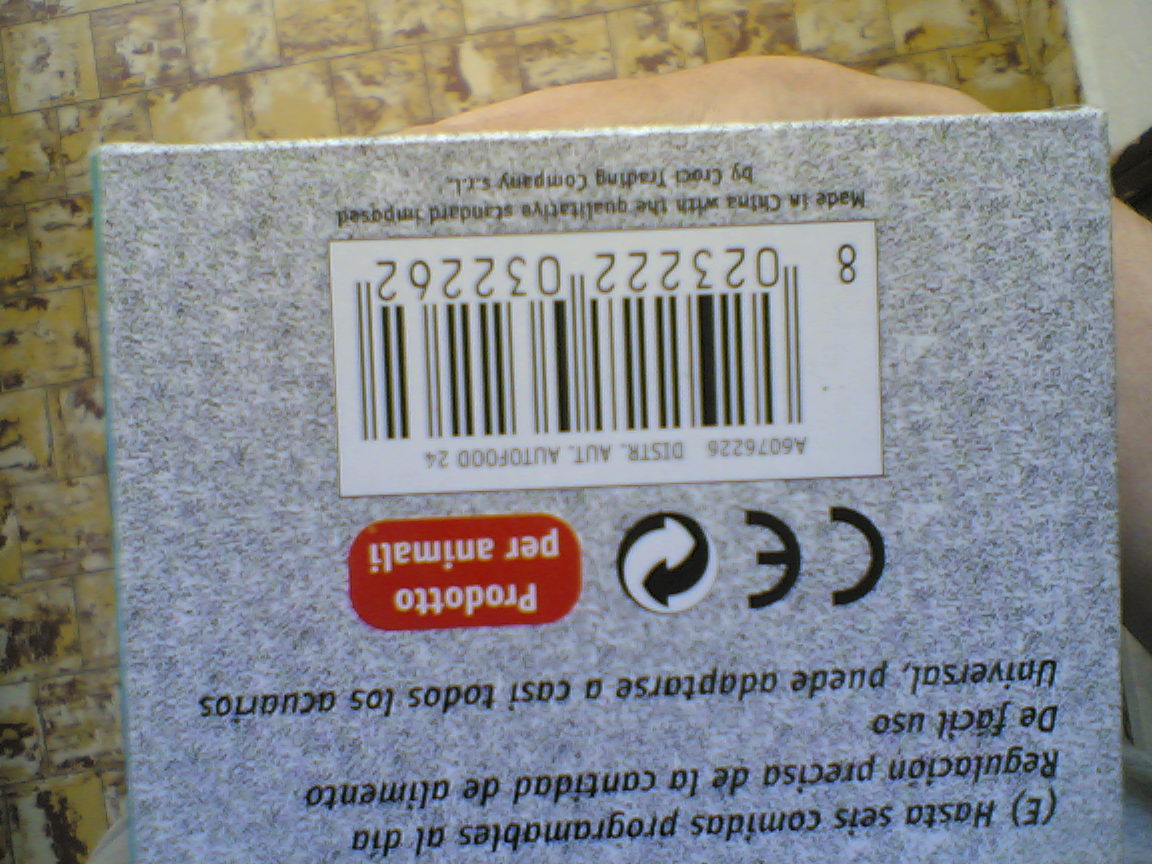 (E) Hasta seis comidas programables al día
Regulación precisa de la cantidad de alimento
De fácil uso
Universal, puede adaptarse a casi todos los acuarios
CE
Prodotto
per animali
A6076226 DISTR. AUT. AUTOFOOD 24
8 023222 032262
Made in China with the qualitative standard imposed
by Croci Trading Company s.r.l.